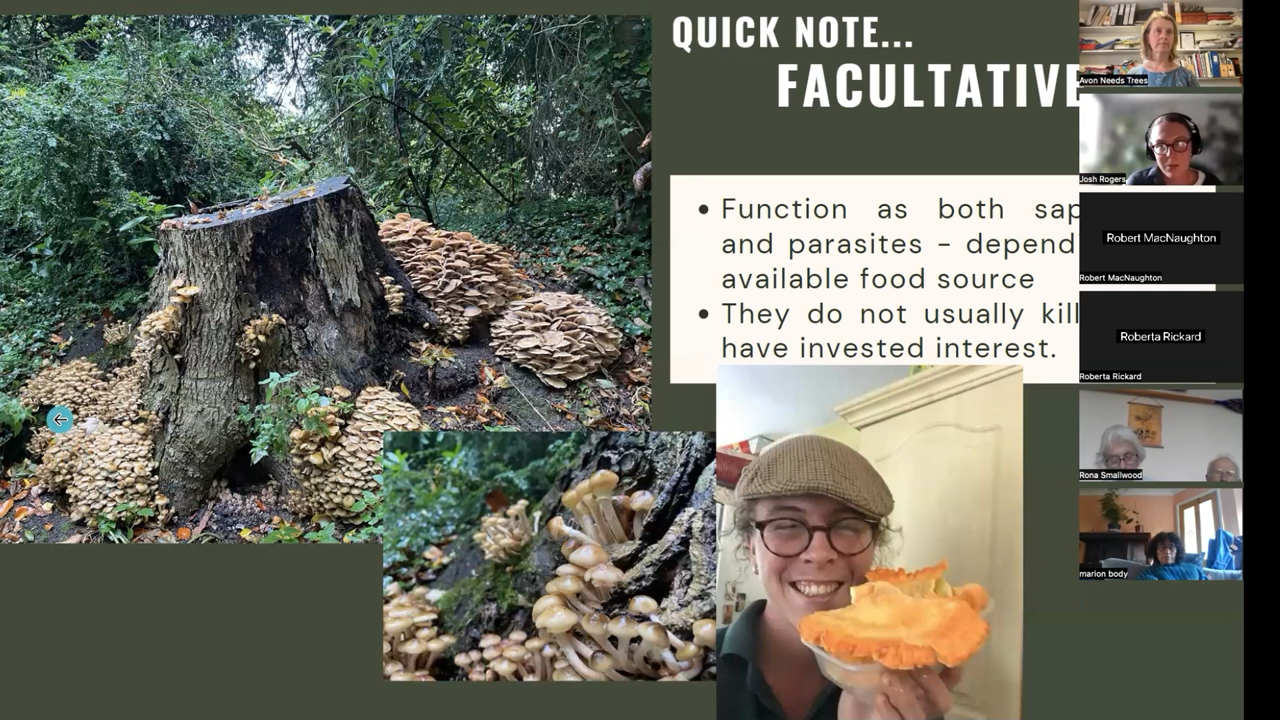 QUICK NOTE...
FACULTATIVE
• Function as both sap
and parasites - depend
available food source
• They do not usually kill
have invested interest.
Avon Needs Trees
Josh Rogers
Robert MacNaughton
Robert MacNaughton
Roberta Rickard
Roberta Rickard
Rona Smallwood
marion body